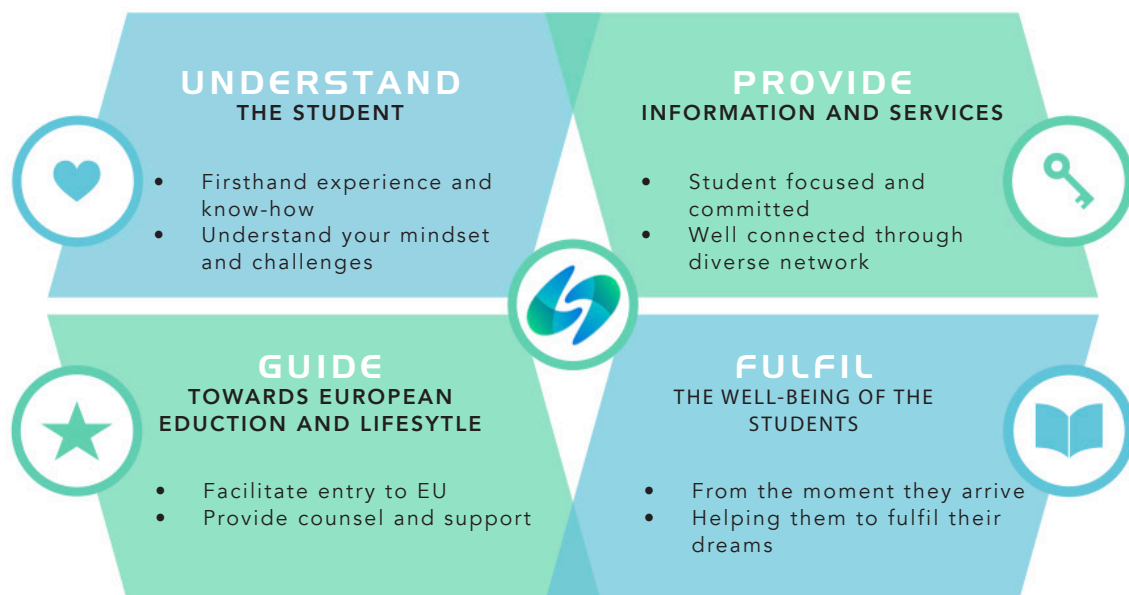 UNDERSTAND
THE STUDENT
• Firsthand experience and
know-how
• Understand your mindset
and challenges
PROVIDE
INFORMATION AND SERVICES
• Student focused and
committed
• Well connected through
diverse network
GUIDE
TOWARDS EUROPEAN
EDUCTION AND LIFESYTLE
• Facilitate entry to EU
• Provide counsel and support
FULFIL
THE WELL-BEING OF THE
STUDENTS
• From the moment they arrive
• Helping them to fulfil their
dreams